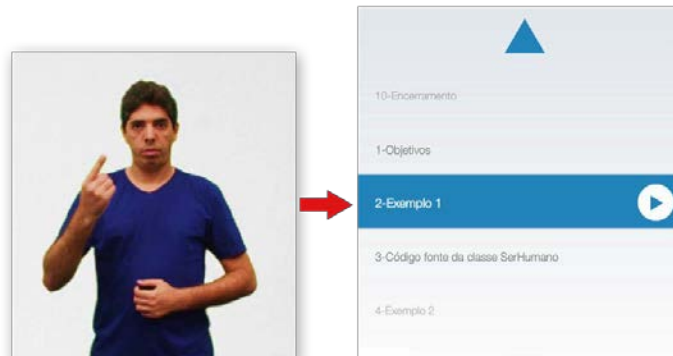 10-Encerramento
1-Objetivos
2-Exemplo 1
3-Código fonte da classe SerHumano
4-Exemplo 2